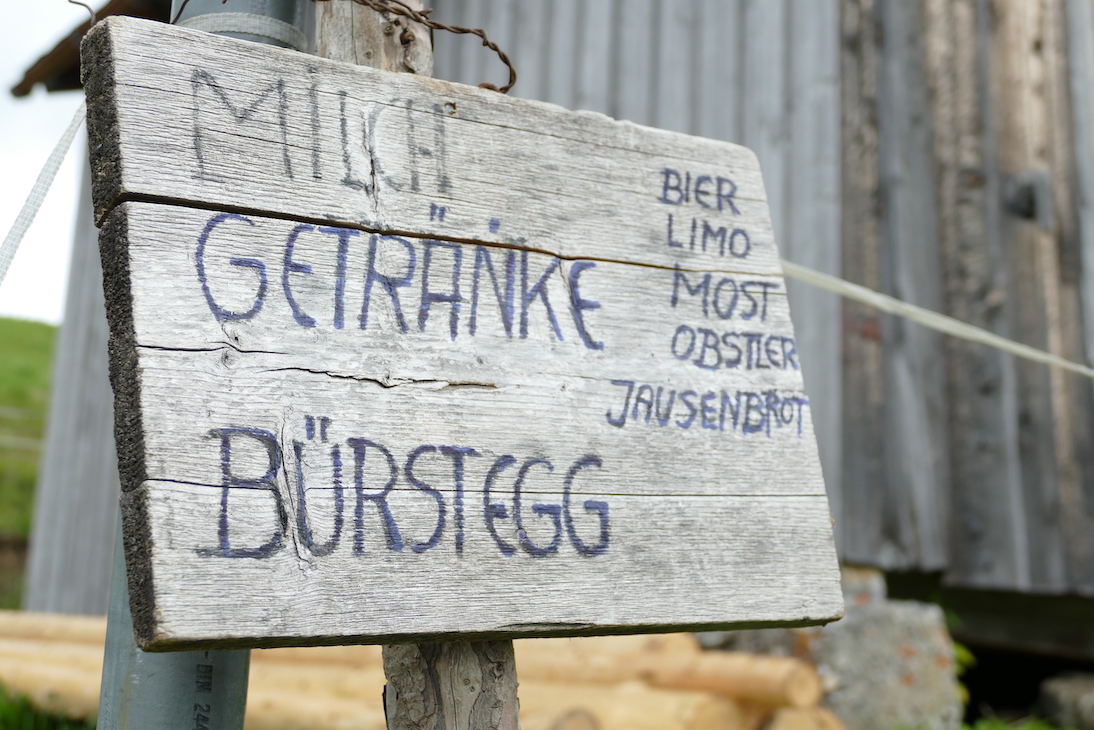 MILCH
GETRÄNKE
BÜRSTEGG
BIER
LIMO
MOST
OBSTLER
JAUSENBROT